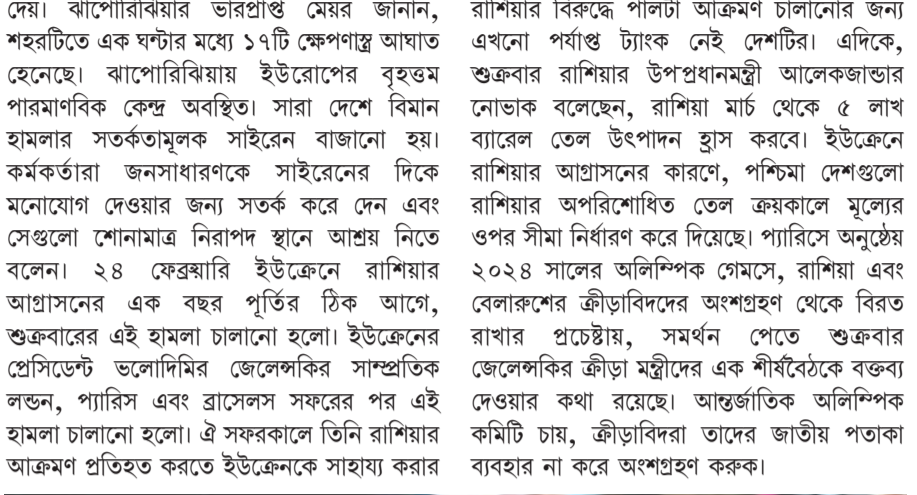 দেয়। ঝাপোরিঝিয়ার ভারপ্রাপ্ত মেয়র জানান,
শহরটিতে এক ঘন্টার মধ্যে ১৭টি ক্ষেপণাস্ত্র আঘাত
হেনেছে। ঝাপোরিঝিয়ায় ইউরোপের বৃহত্তম
পারমাণবিক কেন্দ্র অবস্থিত। সারা দেশে বিমান
হামলার সতর্কতামূলক সাইরেন বাজানো হয়।
কর্মকর্তারা জনসাধারণকে সাইরেনের দিকে
মনোযোগ দেওয়ার জন্য সতর্ক করে দেন এবং
সেগুলো শোনামাত্র নিরাপদ স্থানে আশ্রয় নিতে
বলেন। ২৪ ফেব্রুয়ারি ইউক্রেনে রাশিয়ার
আগ্রাসনের এক বছর পূর্তির ঠিক আগে,
শুক্রবারের এই হামলা চালানো হলো। ইউক্রেনের
প্রেসিডেন্ট ভলোদিমির জেলেন্সকির সাম্প্রতিক
লন্ডন, প্যারিস এবং ব্রাসেলস সফরের পর এই
হামলা চালানো হলো। ঐ সফরকালে তিনি রাশিয়ার
আক্রমণ প্রতিহত করতে ইউক্রেনকে সাহায্য করার
রাশিয়ার বিরুদ্ধে পাল্টা আক্রমণ চালানোর জন্য
এখনো পর্যাপ্ত ট্যাংক নেই দেশটির। এদিকে,
শুক্রবার রাশিয়ার উপপ্রধানমন্ত্রী আলেকজান্ডার
নোভাক বলেছেন, রাশিয়া মার্চ থেকে ৫ লাখ
ব্যারেল তেল উৎপাদন হ্রাস করবে। ইউক্রেনে
রাশিয়ার আগ্রাসনের কারণে, পশ্চিমা দেশগুলো
রাশিয়ার অপরিশোধিত তেল ক্রয়কালে মূল্যের
ওপর সীমা নির্ধারণ করে দিয়েছে। প্যারিসে অনুষ্ঠেয়
২০২৪ সালের অলিম্পিক গেমসে, রাশিয়া এবং
বেলারুশের ক্রীড়াবিদদের অংশগ্রহণ থেকে বিরত
রাখার প্রচেষ্টায়, সমর্থন পেতে শুক্রবার
জেলেন্সকির ক্রীড়া মন্ত্রীদের এক শীর্ষবৈঠকে বক্তব্য
দেওয়ার কথা রয়েছে। আন্তর্জাতিক অলিম্পিক
কমিটি চায়, ক্রীড়াবিদরা তাদের জাতীয় পতাকা
ব্যবহার না করে অংশগ্রহণ করুক।